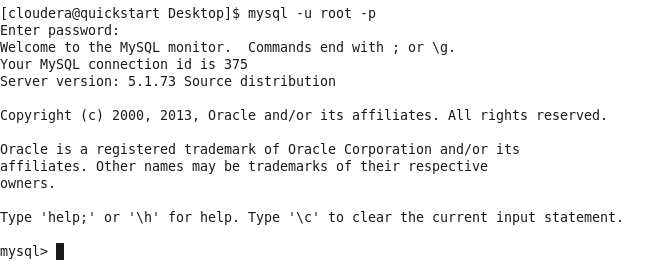 [cloudera@quickstart Desktop]$ mysql -u root -p
Enter password:
Welcome to the MySQL monitor.  Commands end with ; or \g.
Your MySQL connection id is 375
Server version: 5.1.73 Source distribution
Copyright (c) 2000, 2013, Oracle and/or its affiliates. All rights reserved.
Oracle is a registered trademark of Oracle Corporation and/or its
affiliates. Other names may be trademarks of their respective
owners.
Type 'help;' or '\h' for help. Type '\c' to clear the current input statement.
mysql>